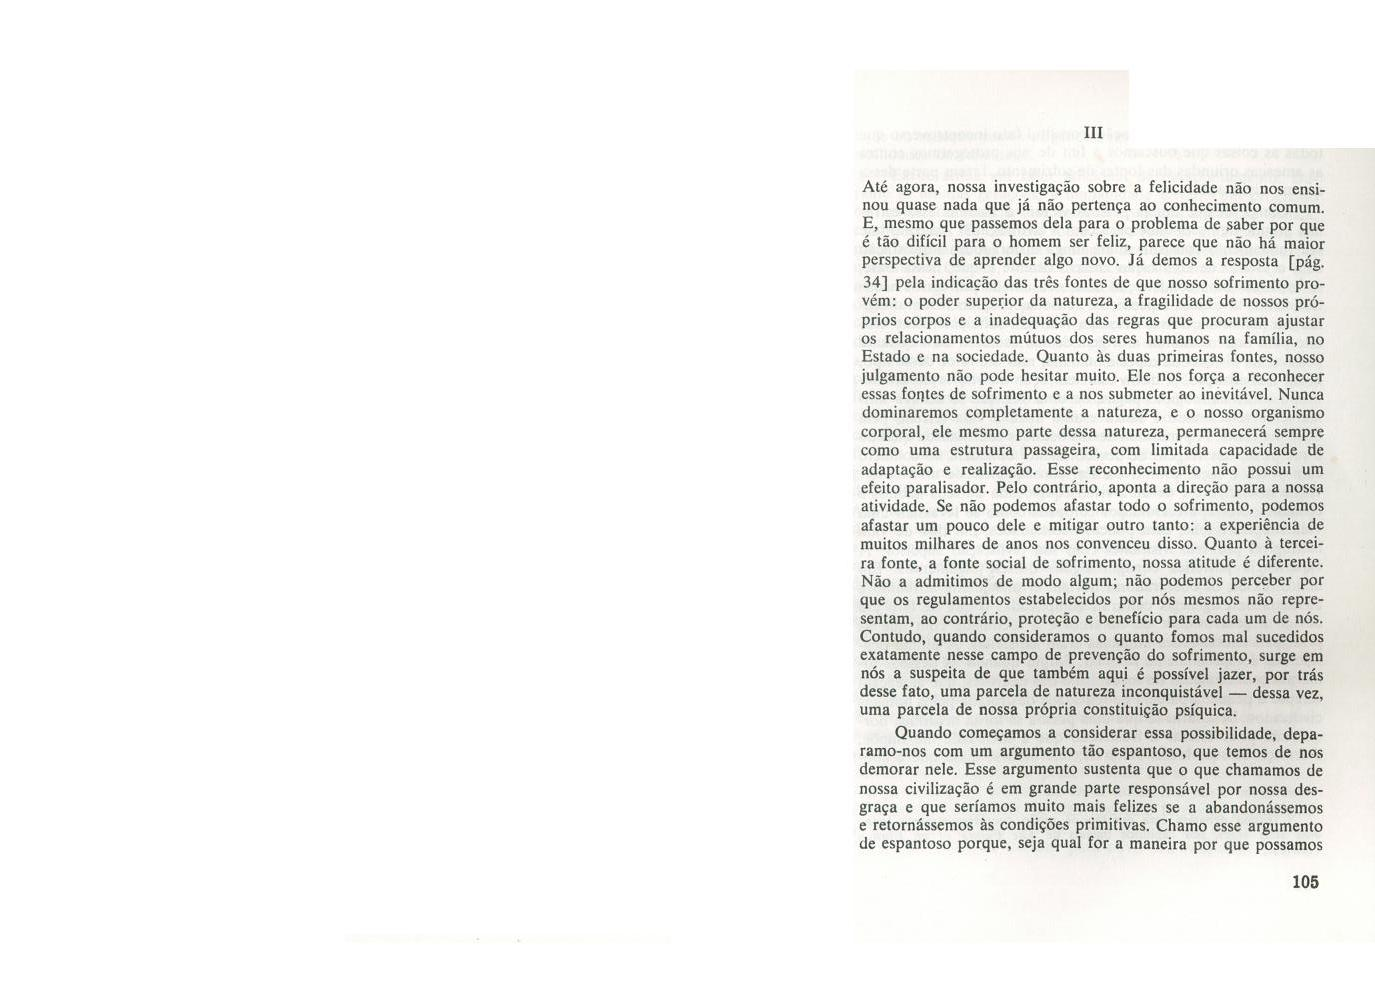 III
Até agora, nossa investigação sobre a felicidade não nos ensi-
nou quase nada que já não pertença ao conhecimento comum.
E, mesmo que passemos dela para o problema de saber por que
é tão difícil para o homem ser feliz, parece que não há maior
perspectiva de aprender algo novo. Já demos a resposta [pág.
34] pela indicação das três fontes de que nosso sofrimento pro-
vém: o poder superior da natureza, a fragilidade de nossos pró-
prios corpos e a inadequação das regras que procuram ajustar
os relacionamentos mútuos dos seres humanos na família, no
Estado e na sociedade. Quanto às duas primeiras fontes, nosso
julgamento não pode hesitar muito. Ele nos força a reconhecer
essas fontes de sofrimento e a nos submeter ao inevitável. Nunca
dominaremos completamente a natureza, e o nosso organismo
corporal, ele mesmo parte dessa natureza, permanecerá sempre
como uma estrutura passageira, com limitada capacidade de
adaptação e realização. Esse reconhecimento não possui um
efeito paralisador. Pelo contrário, aponta a direção para a nossa
atividade. Se não podemos afastar todo o sofrimento, podemos
afastar um pouco dele e mitigar outro tanto: a experiência de
muitos milhares de anos nos convenceu disso. Quanto à tercei-
ra fonte, a fonte social de sofrimento, nossa atitude é diferente.
Não a admitimos de modo algum; não podemos perceber por
que os regulamentos estabelecidos por nós mesmos não repre-
sentam, ao contrário, proteção e benefício para cada um de nós.
Contudo, quando consideramos o quanto fomos mal sucedidos
exatamente nesse campo de prevenção do sofrimento, surge em
nós a suspeita de que também aqui é possível jazer, por trás
desse fato, uma parcela de natureza inconquistável — dessa vez,
uma parcela de nossa própria constituição psíquica.
Quando começamos a considerar essa possibilidade, depa-
ramo-nos com um argumento tão espantoso, que temos de nos
demorar nele. Esse argumento sustenta que o que chamamos de
nossa civilização é em grande parte responsável por nossa des-
graça e que seríamos muito mais felizes se a abandonássemos
e retornássemos às condições primitivas. Chamo esse argumento
de espantoso porque, seja qual for a maneira por que possamos
105